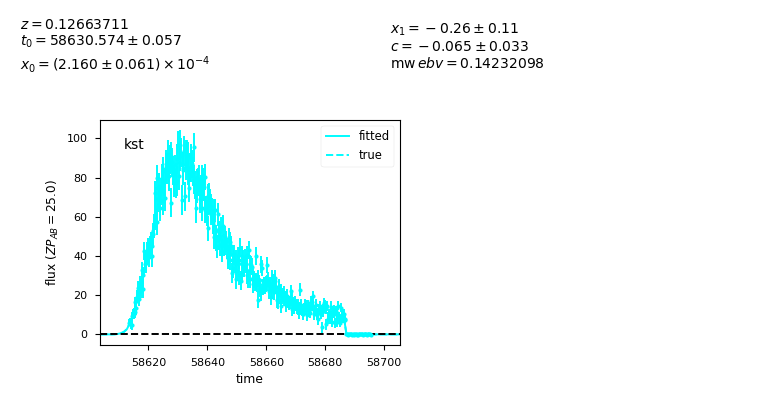 z = 0.12663711
t₀ = 58630.574 ± 0.057
x₀ = (2.160 ± 0.061) × 10⁻⁴
x₁ = −0.26 ± 0.11
c = −0.065 ± 0.033
mw ebv = 0.14232098
kst
fitted
true
100
80
60
40
20
0
flux (ZP_AB = 25.0)
58620 58640 58660 58680 58700
time